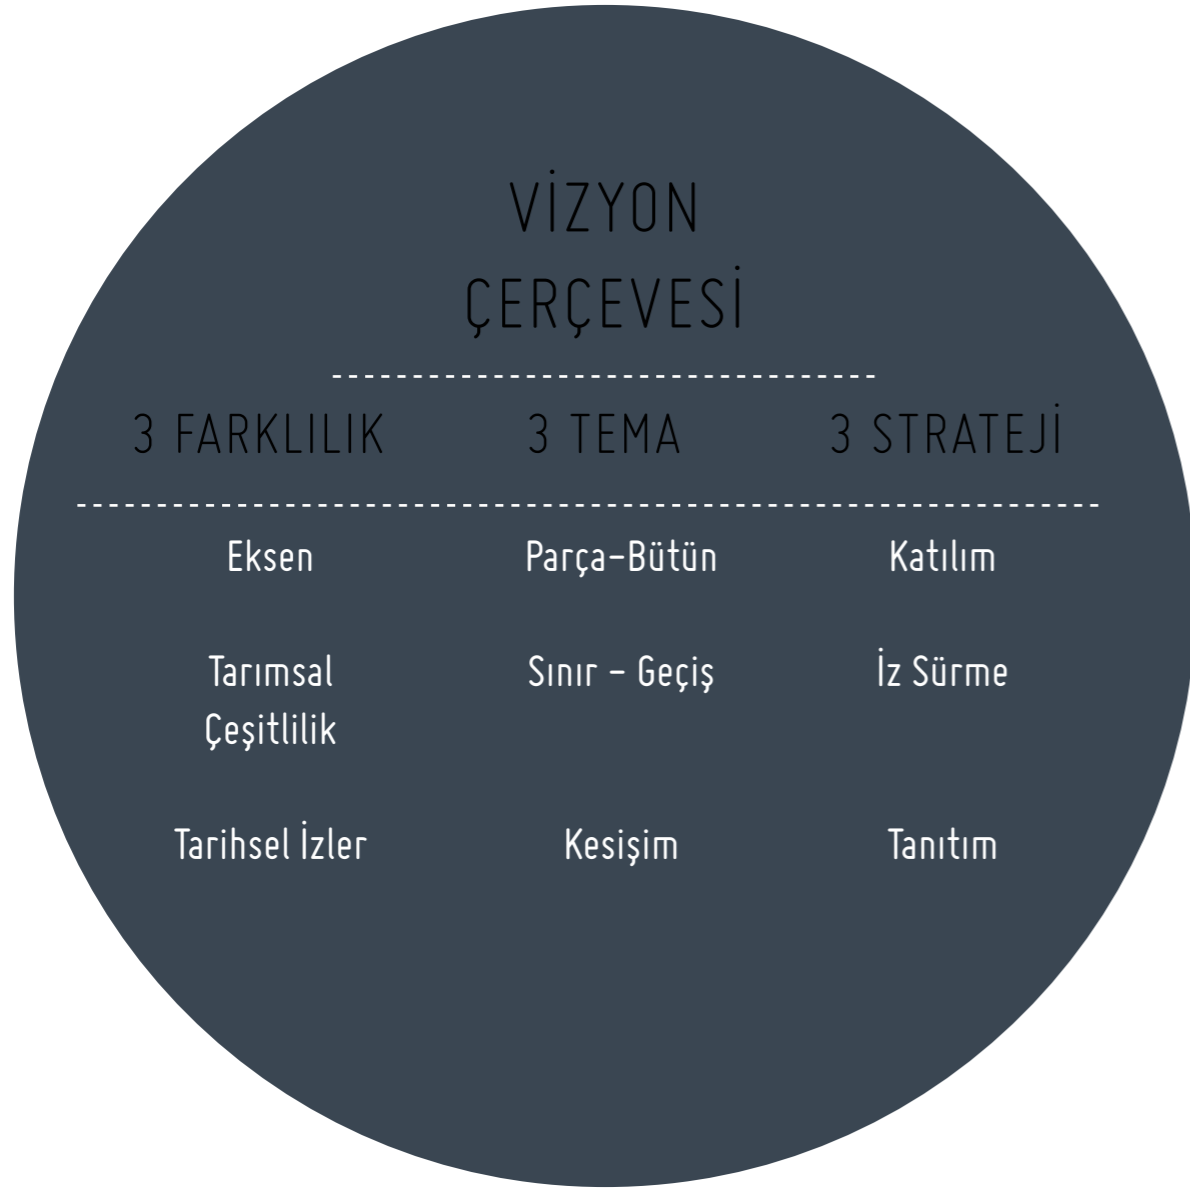 VİZYON
ÇERÇEVESİ
3 FARKLILIK 3 TEMA 3 STRATEJİ
Eksen Parça-Bütün Katılım
Tarımsal Sınır - Geçiş İz Sürme
Çeşitlilik
Tarihsel İzler Kesişim Tanıtım